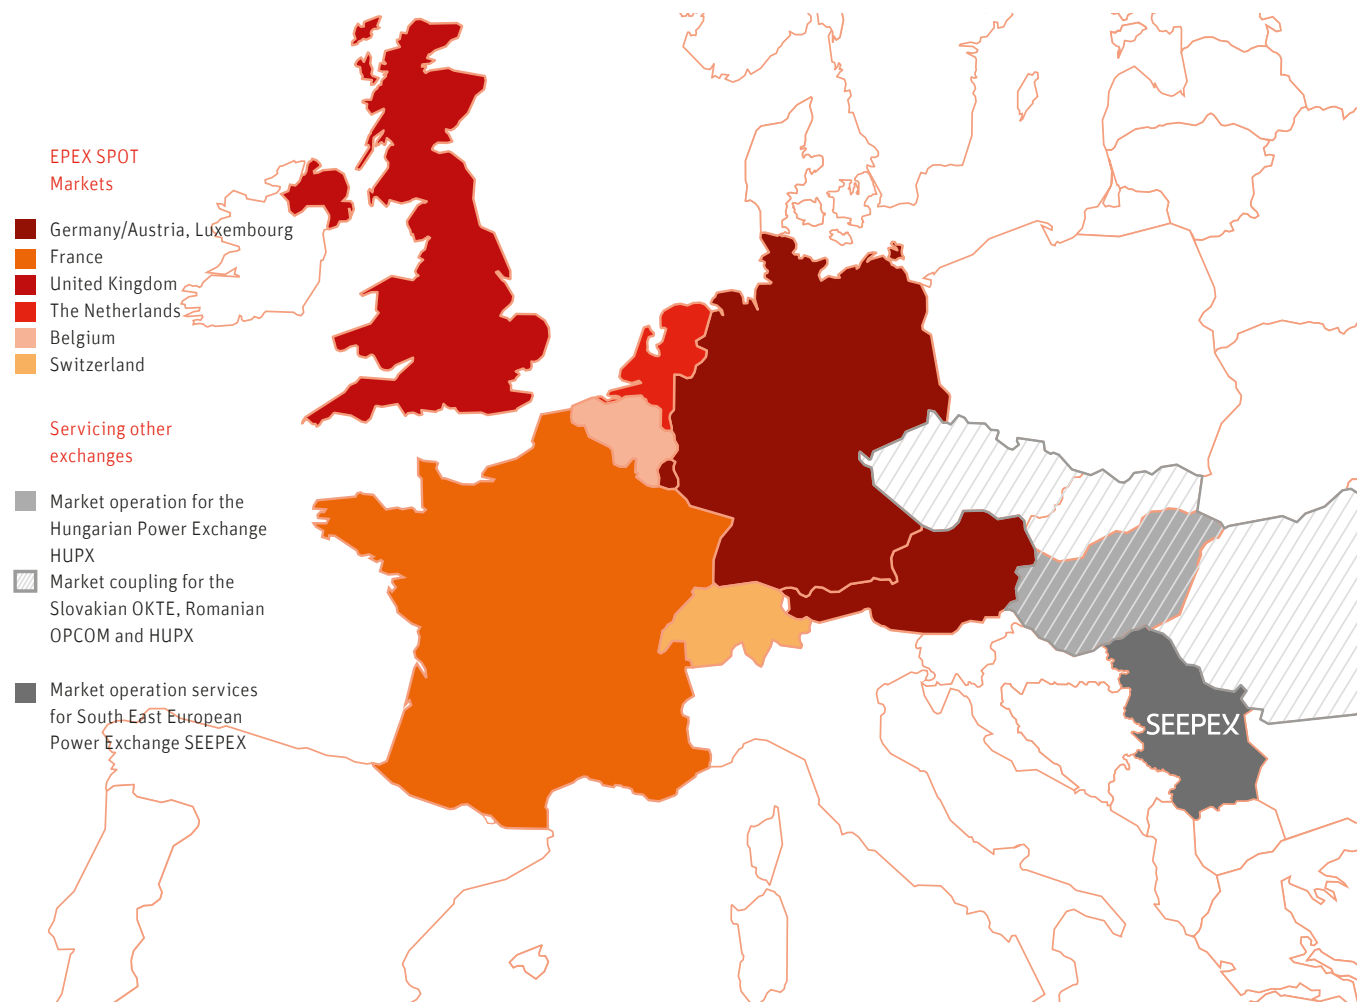 EPEX SPOT
Markets
Germany/Austria, Luxembourg
France
United Kingdom
The Netherlands
Belgium
Switzerland
Servicing other
exchanges
Market operation for the
Hungarian Power Exchange
HUPX
Market coupling for the
Slovakian OKTE, Romanian
OPCOM and HUPX
Market operation services
for South East European
Power Exchange SEEPEX
SEEPEX